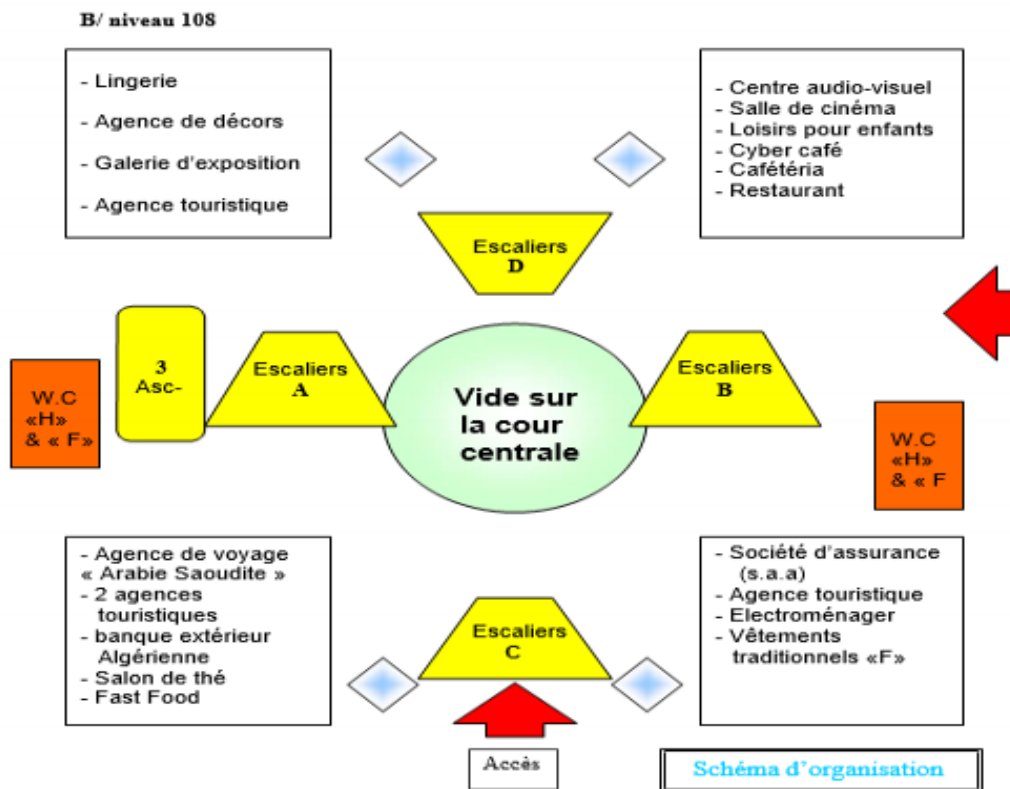 B/ niveau 108
- Lingerie
- Agence de décors
- Galerie d'exposition
- Agence touristique
- Centre audio-visuel
- Salle de cinéma
- Loisirs pour enfants
- Cyber café
- Cafétéria
- Restaurant
Escaliers
D
3
Asc-
Escaliers
A
Escaliers
B
W.C
«H»
& « F»
Vide sur
la cour
centrale
W.C
«H»
& « F
- Agence de voyage
« Arabie Saoudite »
- 2 agences
touristiques
- banque extérieur
Algérienne
- Salon de thé
- Fast Food
Escaliers
C
- Société d'assurance
(s.a.a)
- Agence touristique
- Electroménager
- Vêtements
traditionnels «F»
Accès
Schéma d'organisation